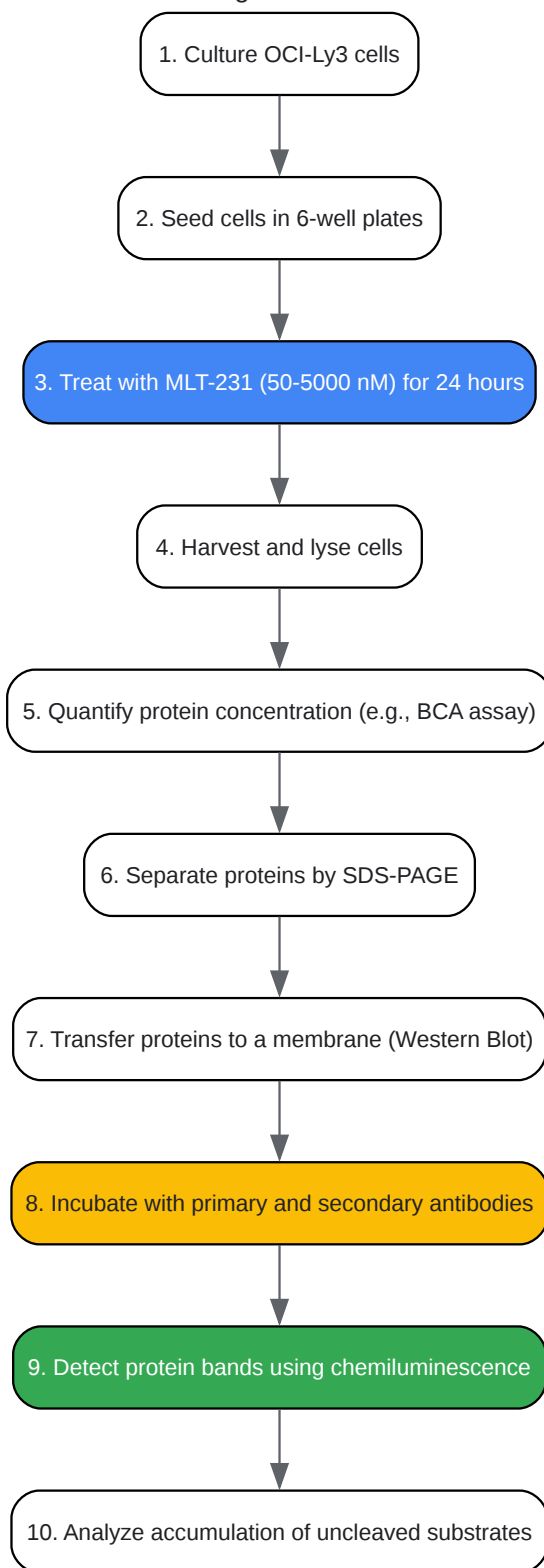 1. Culture OCI-Ly3 cells
2. Seed cells in 6-well plates
3. Treat with MLT-231 (50-5000 nM) for 24 hours
4. Harvest and lyse cells
5. Quantify protein concentration (e.g., BCA assay)
6. Separate proteins by SDS-PAGE
7. Transfer proteins to a membrane (Western Blot)
8. Incubate with primary and secondary antibodies
9. Detect protein bands using chemiluminescence
10. Analyze accumulation of uncleaved substrates